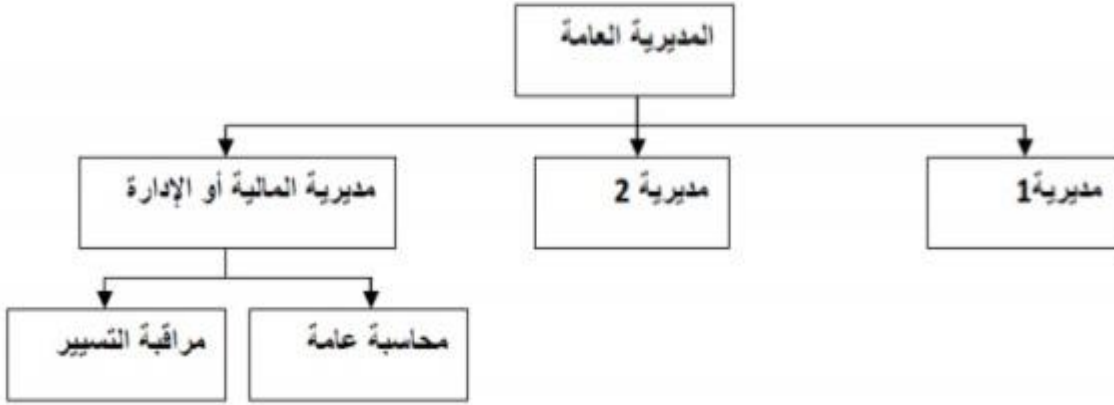 المديرية العامة
مديرية1
مديرية 2
مديرية المالية أو الإدارة
محاسبة عامة
مراقبة التسيير